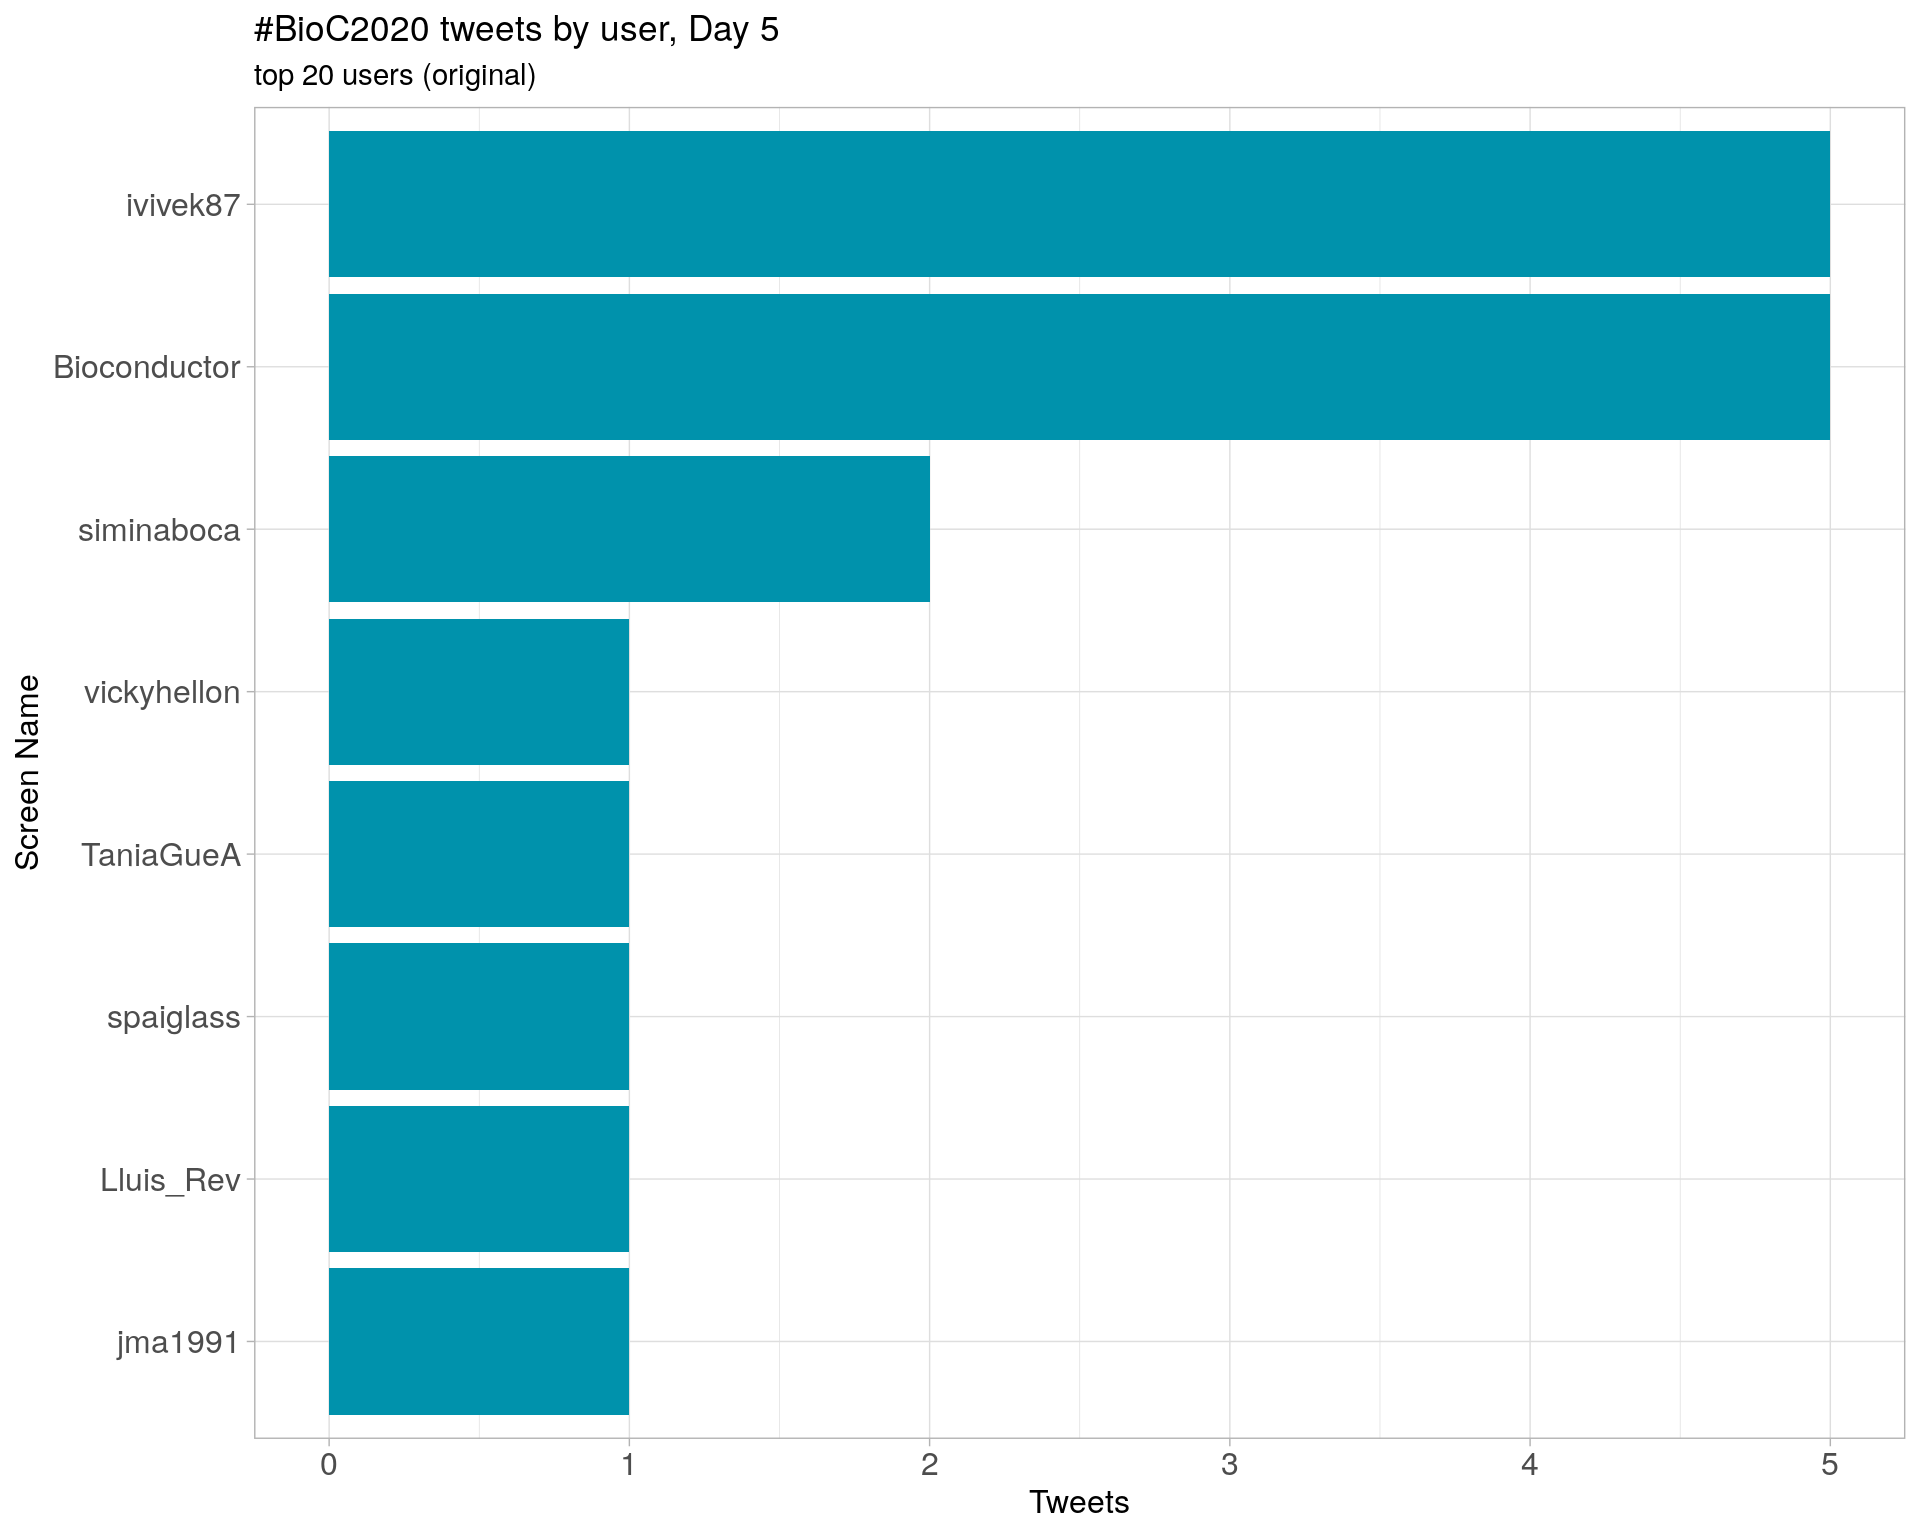 #BioC2020 tweets by user, Day 5
top 20 users (original)
Screen Name
ivivek87
Bioconductor
siminaboca
vickyhellon
TaniaGueA
spaiglass
Lluis_Rev
jma1991
0 1 2 3 4 5
Tweets